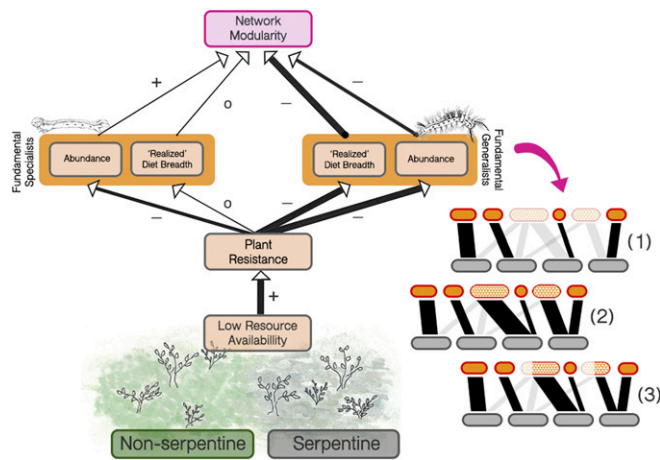 Network
Modularity
+
o
–
–
Fundamental
Specialists
Abundance
'Realized'
Diet Breadth
'Realized'
Diet Breadth
Abundance
Fundamental
Generalists
–
o
–
–
Plant
Resistance
+
Low Resource
Availability
Non-serpentine
Serpentine
(1)
(2)
(3)